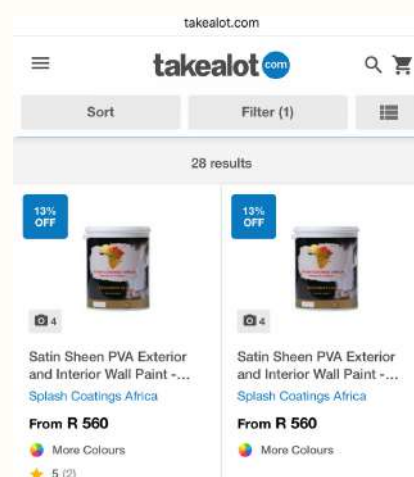 takealot.com
takealot com
Sort
Filter (1)
28 results
13%
OFF
13%
OFF
4
4
Satin Sheen PVA Exterior
and Interior Wall Paint -...
Satin Sheen PVA Exterior
and Interior Wall Paint -...
Splash Coatings Africa
Splash Coatings Africa
From R 560
From R 560
More Colours
More Colours
5 (2)